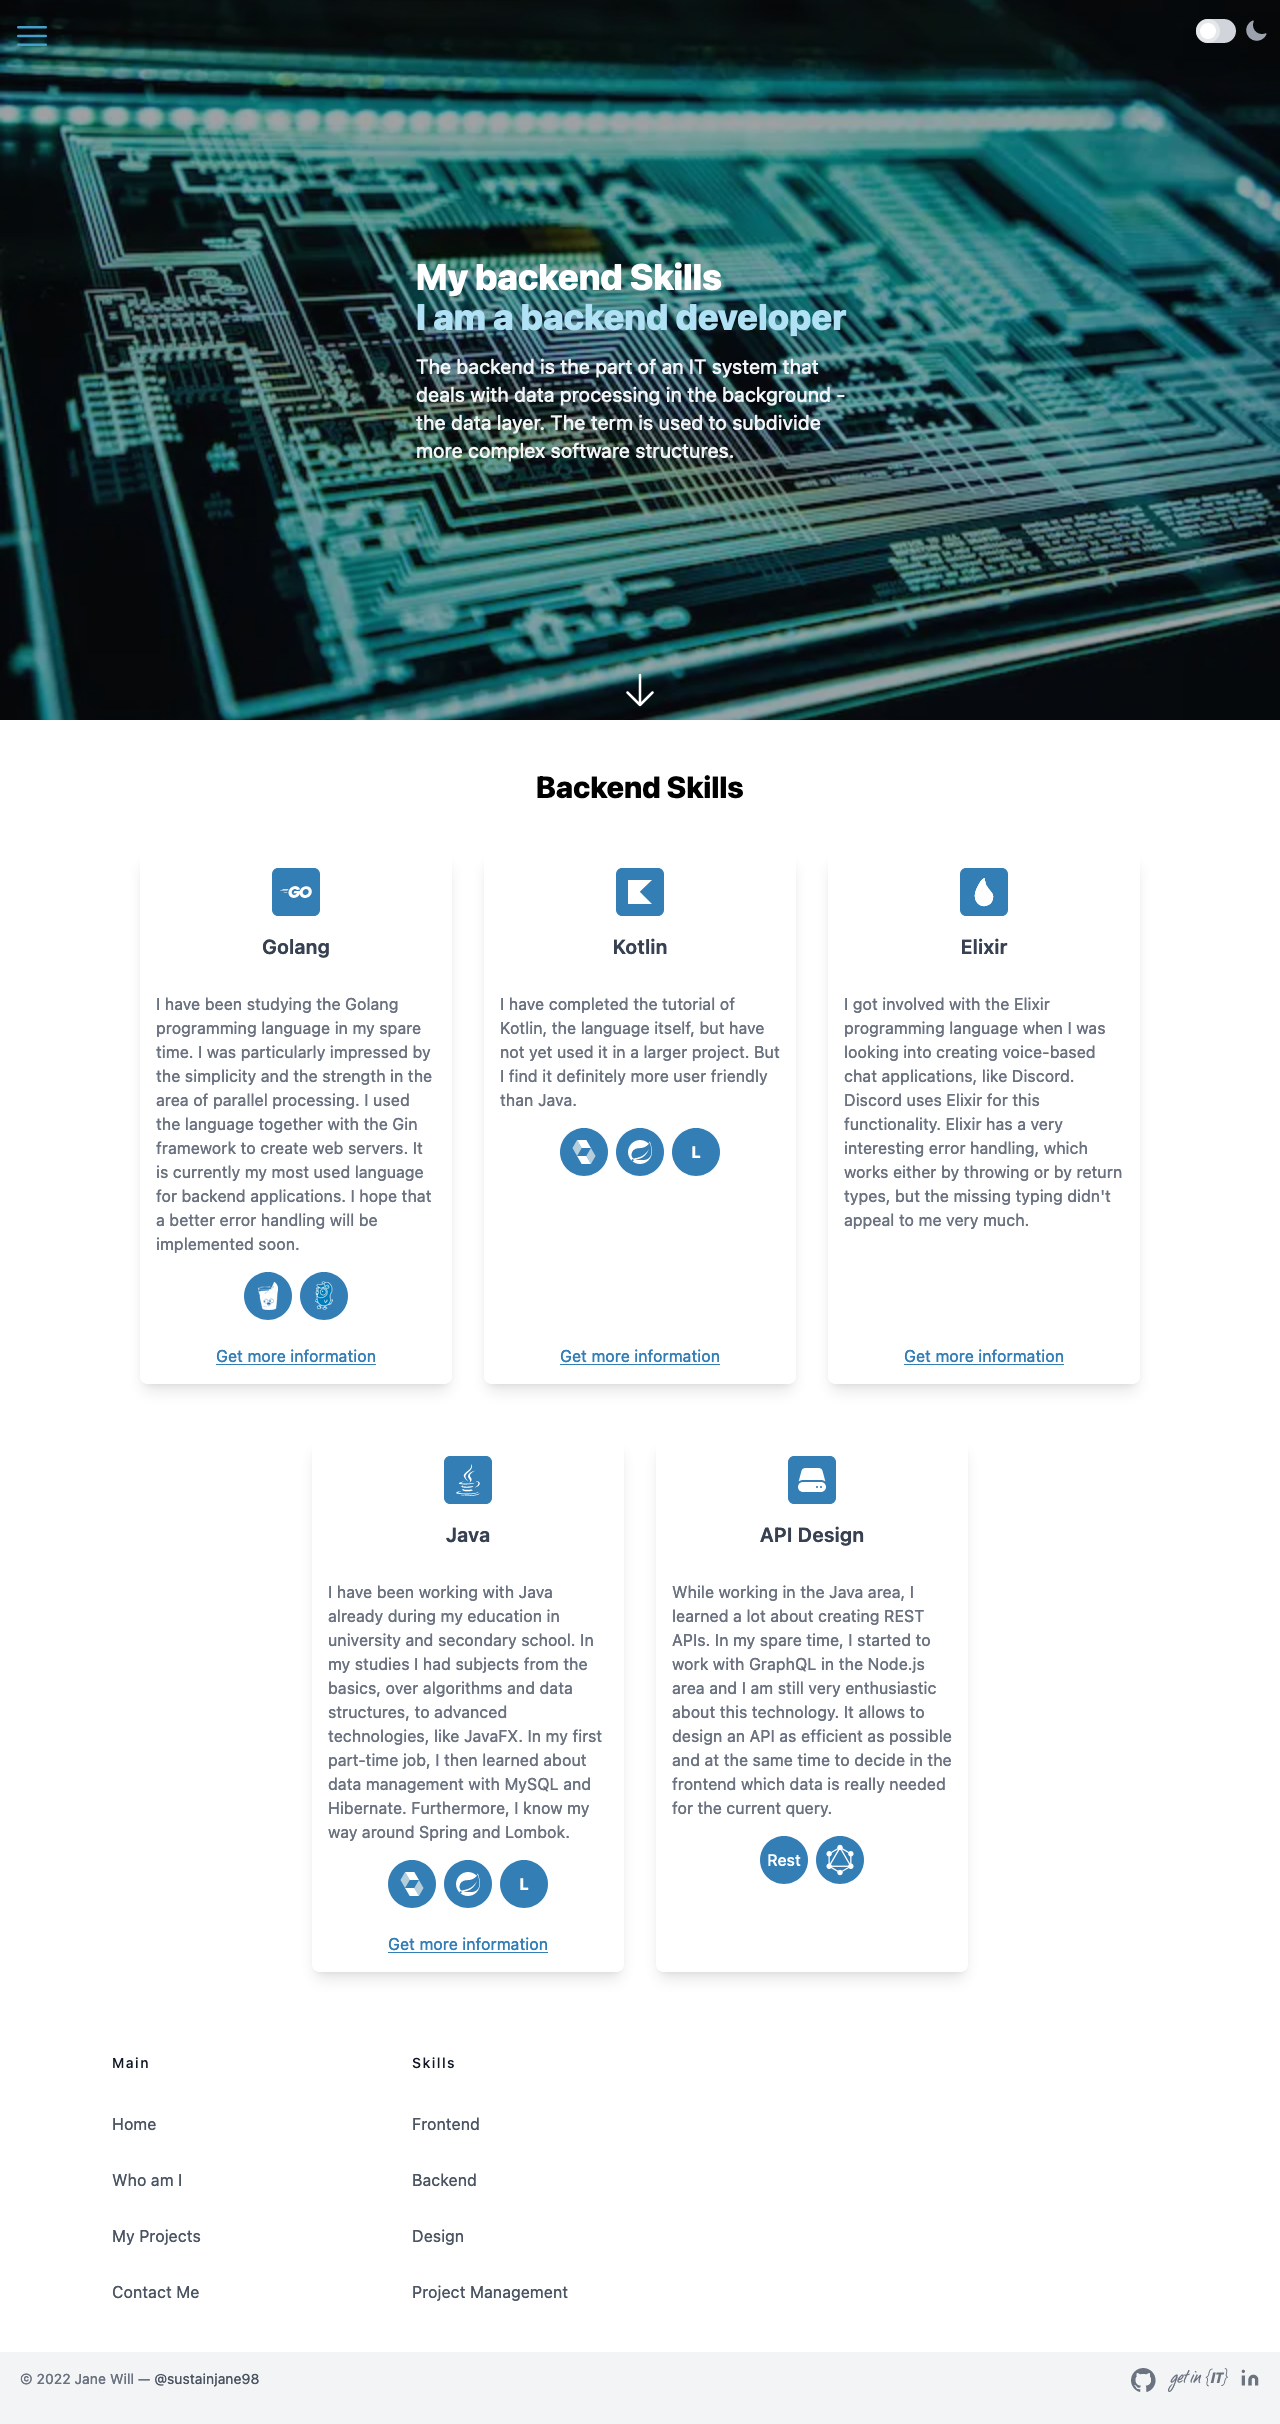 My backend Skills
I am a backend developer
The backend is the part of an IT system that
deals with data processing in the background -
the data layer. The term is used to subdivide
more complex software structures.
Backend Skills
GO
Golang
I have been studying the Golang
programming language in my spare
time. I was particularly impressed by
the simplicity and the strength in the
area of parallel processing. I used
the language together with the Gin
framework to create web servers. It
is currently my most used language
for backend applications. I hope that
a better error handling will be
implemented soon.
Get more information
Kotlin
I have completed the tutorial of
Kotlin, the language itself, but have
not yet used it in a larger project. But
I find it definitely more user friendly
than Java.
L
Get more information
Elixir
I got involved with the Elixir
programming language when I was
looking into creating voice-based
chat applications, like Discord.
Discord uses Elixir for this
functionality. Elixir has a very
interesting error handling, which
works either by throwing or by return
types, but the missing typing didn't
appeal to me very much.
Get more information
Java
I have been working with Java
already during my education in
university and secondary school. In
my studies I had subjects from the
basics, over algorithms and data
structures, to advanced
technologies, like JavaFX. In my first
part-time job, I then learned about
data management with MySQL and
Hibernate. Furthermore, I know my
way around Spring and Lombok.
L
Get more information
API Design
While working in the Java area, I
learned a lot about creating REST
APIs. In my spare time, I started to
work with GraphQL in the Node.js
area and I am still very enthusiastic
about this technology. It allows to
design an API as efficient as possible
and at the same time to decide in the
frontend which data is really needed
for the current query.
Rest
Main
Home
Who am I
My Projects
Contact Me
Skills
Frontend
Backend
Design
Project Management
© 2022 Jane Will — @sustainjane98
get in {IT}
in